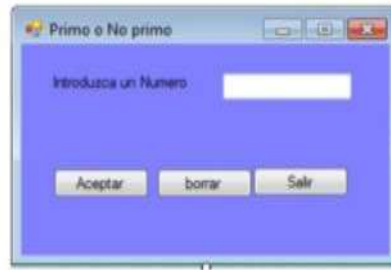 Primo o No primo
Introduzca un Numero
Aceptar borrar Salir